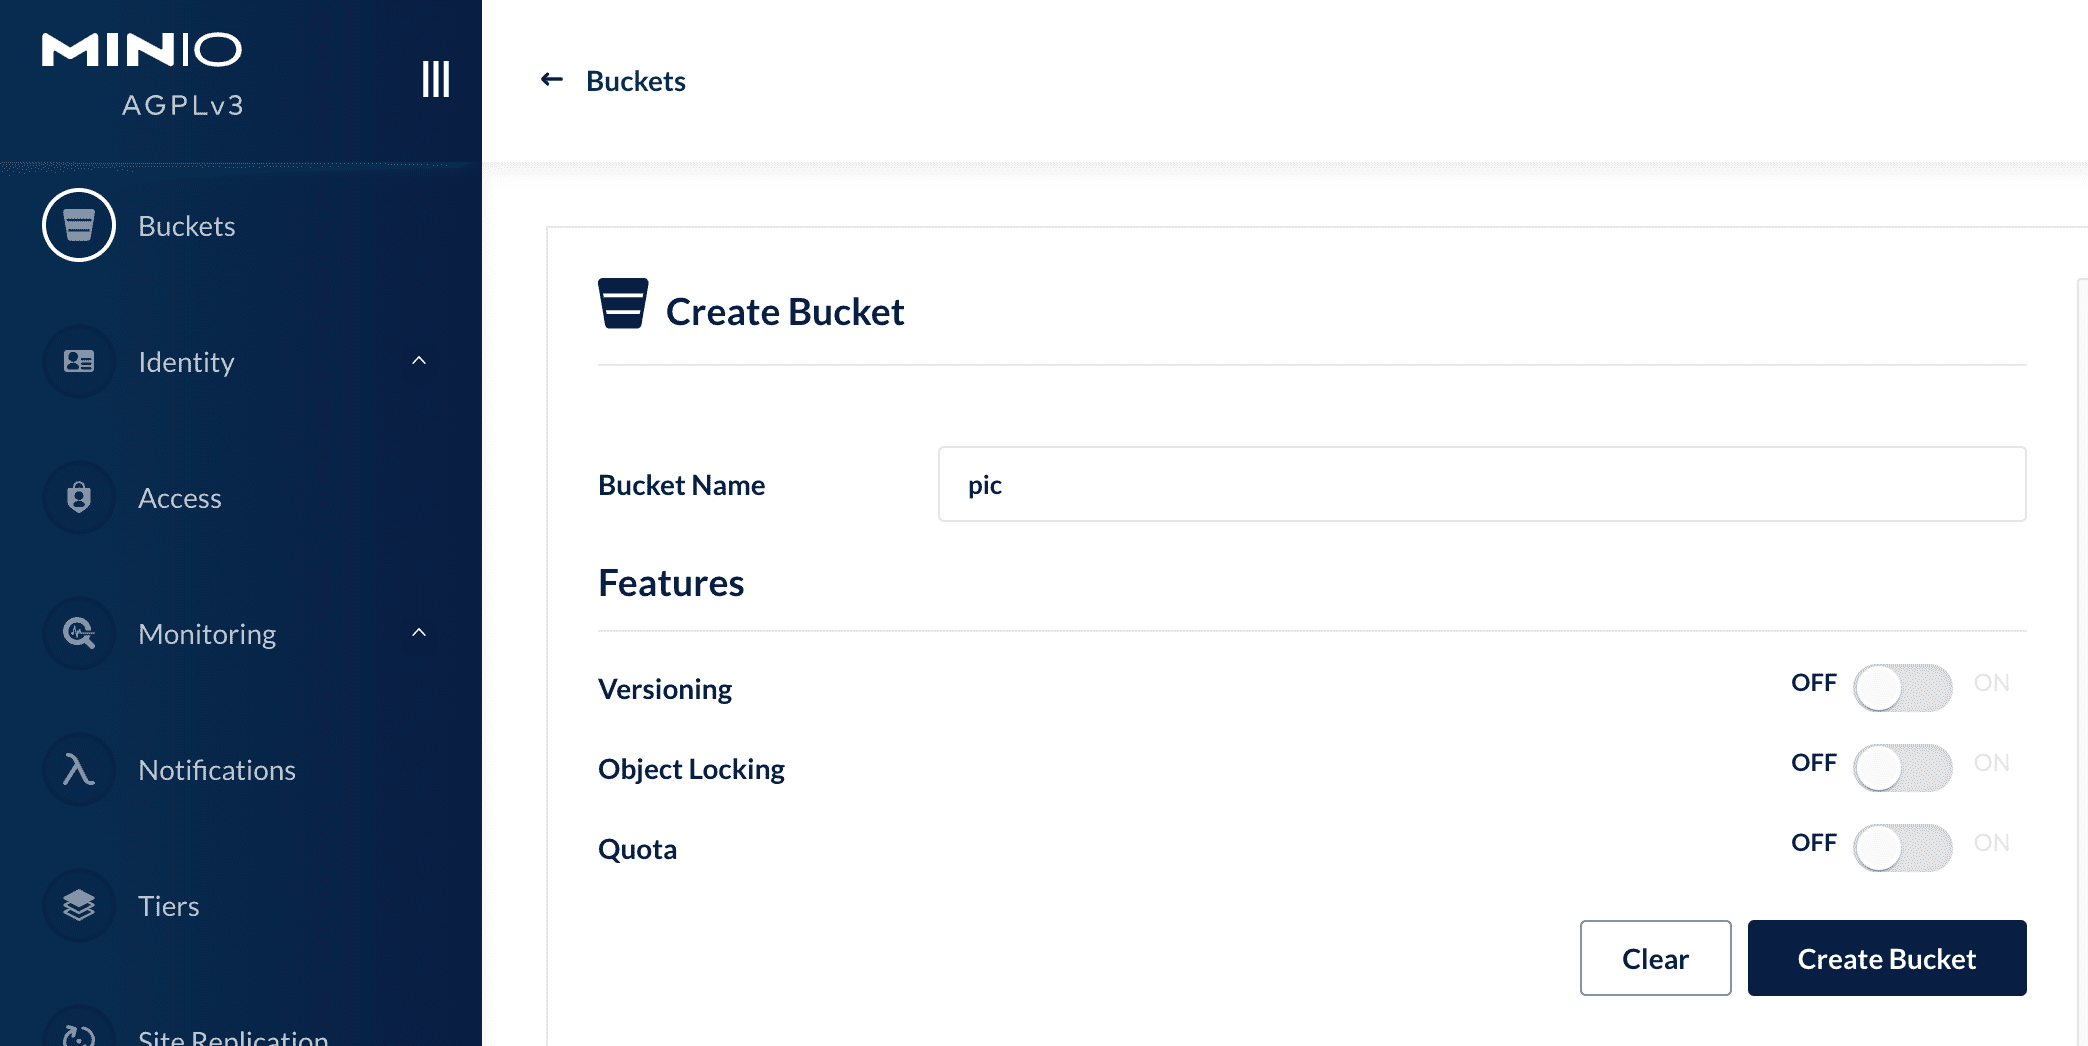 MINIO
AGPLv3
Buckets
Identity
Access
Monitoring
Notifications
Tiers
Site Replication
Buckets
Create Bucket
Bucket Name
pic
Features
Versioning
OFF ON
Object Locking
OFF ON
Quota
OFF ON
Clear
Create Bucket